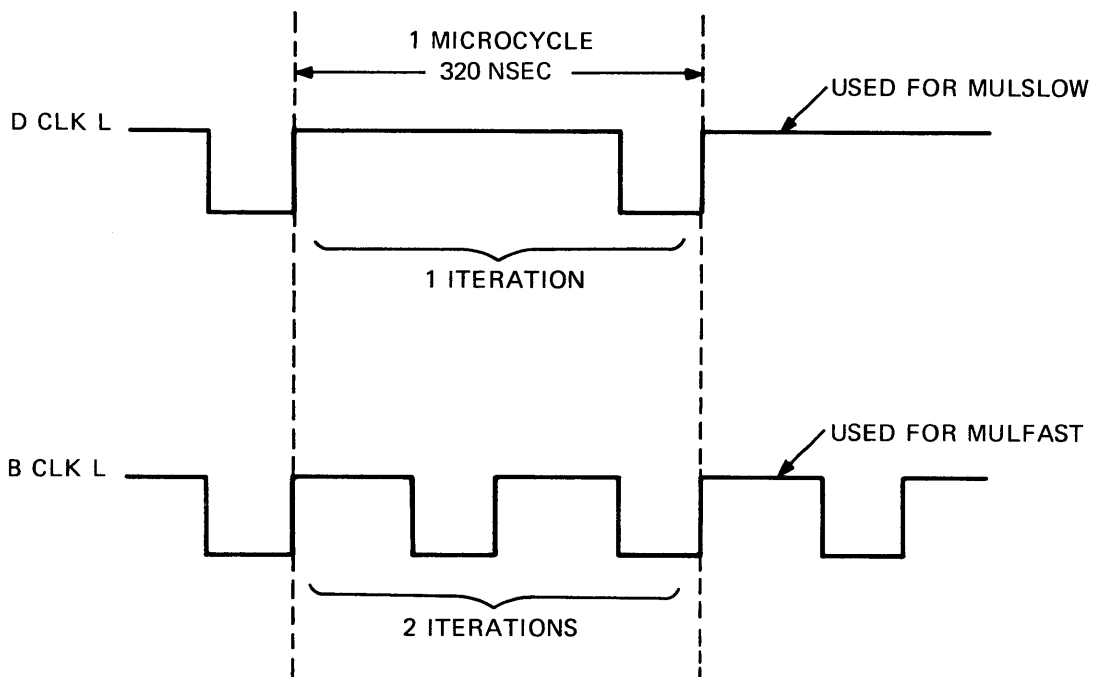 1 MICROCYCLE
320 NSEC
USED FOR MULSLOW
D CLK L
1 ITERATION
USED FOR MULFAST
B CLK L
2 ITERATIONS